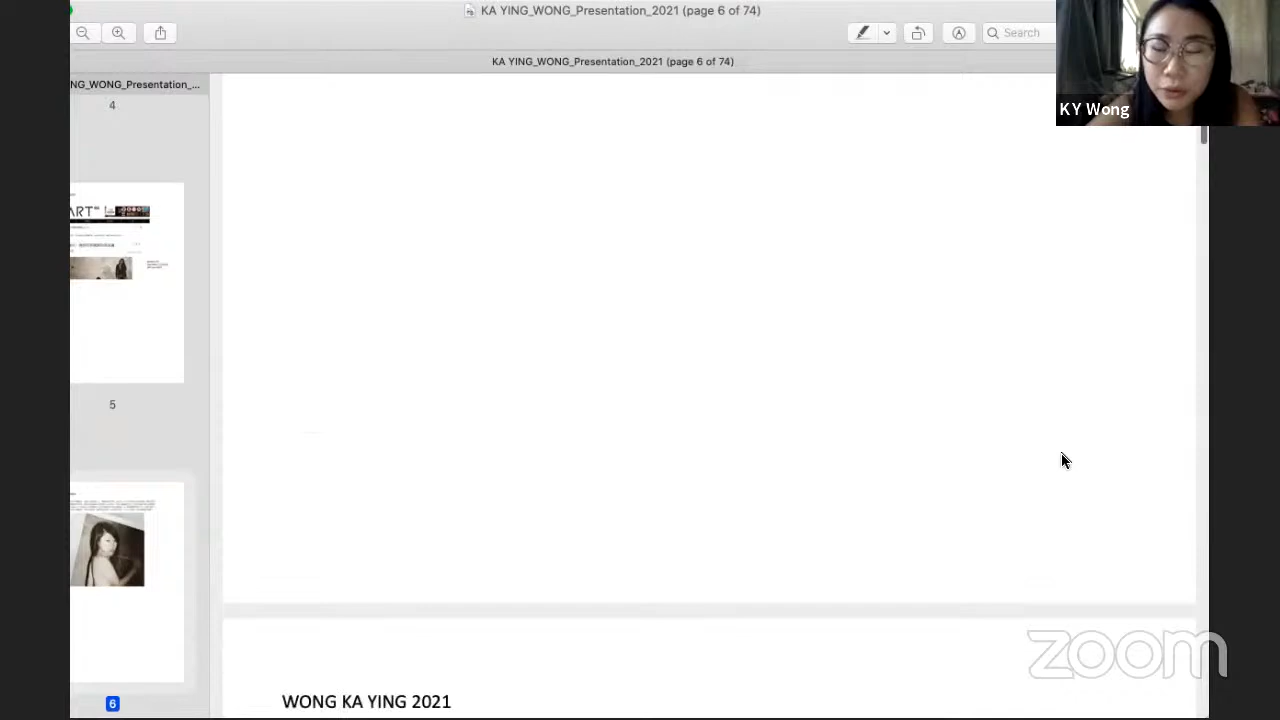 KA YING_WONG_Presentation_2021 (page 6 of 74)
Search
KA YING_WONG_Presentation_2021 (page 6 of 74)
NG_WONG_Presentation_...
KY Wong
4
ART
5
6
WONG KA YING 2021
zoom